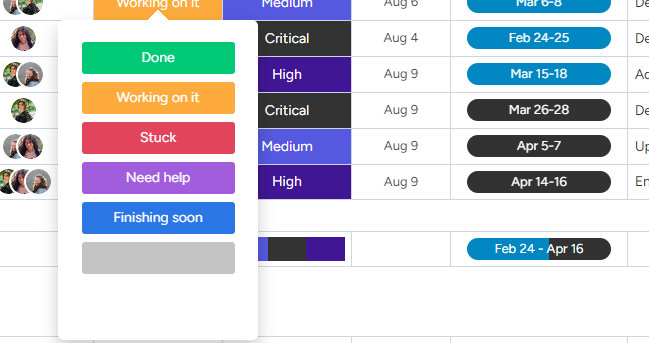 Working on it Medium Aug 6 Mar 6-8 De
Critical Aug 4 Feb 24-25 De
Done
High Aug 9 Mar 15-18 Ad
Working on it
Critical Aug 9 Mar 26-28 De
Stuck
Medium Aug 9 Apr 5-7 Up
Need help
High Aug 9 Apr 14-16 En
Finishing soon
Feb 24 - Apr 16